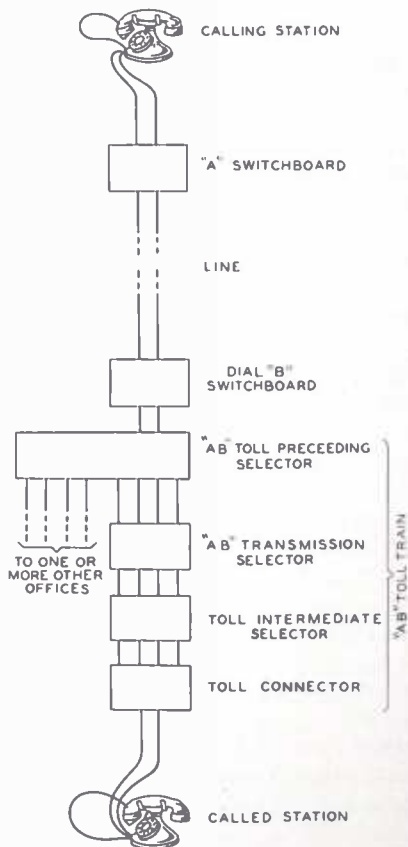 CALLING STATION
"A" SWITCHBOARD
LINE
DIAL "B"
SWITCHBOARD
"AB" TOLL PRECEEDING
SELECTOR
TO ONE OR
MORE OTHER
OFFICES
"AB" TRANSMISSION
SELECTOR
TOLL INTERMEDIATE
SELECTOR
TOLL CONNECTOR
"AB" TOLL TRAIN
CALLED STATION